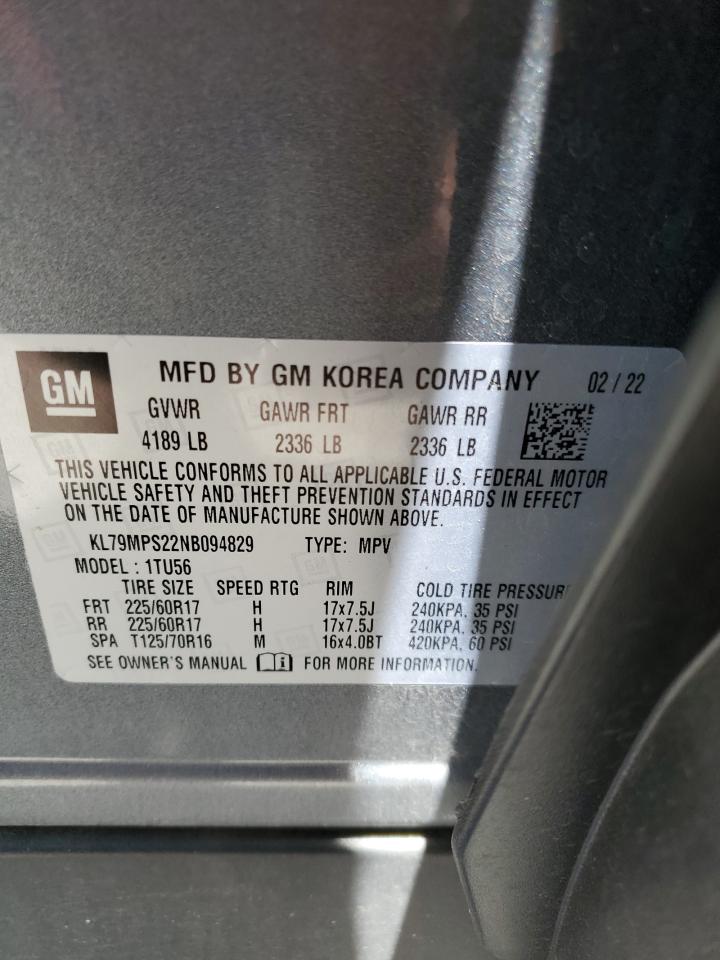 GM
MFD BY GM KOREA COMPANY 02 / 22
GVWR GAWR FRT GAWR RR
4189 LB 2336 LB 2336 LB
THIS VEHICLE CONFORMS TO ALL APPLICABLE U.S. FEDERAL MOTOR
VEHICLE SAFETY AND THEFT PREVENTION STANDARDS IN EFFECT
ON THE DATE OF MANUFACTURE SHOWN ABOVE.
KL79MPS22NB094829 TYPE: MPV
MODEL : 1TU56
TIRE SIZE SPEED RTG RIM COLD TIRE PRESSUR
FRT 225/60R17 H 17x7.5J 240KPA, 35 PSI
RR 225/60R17 H 17x7.5J 240KPA, 35 PSI
SPA T125/70R16 M 16x4.0BT 420KPA, 60 PSI
SEE OWNER'S MANUAL FOR MORE INFORMATION.